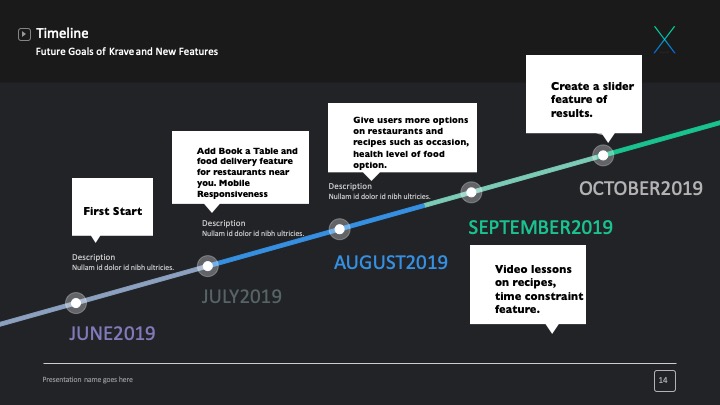 Timeline
Future Goals of Krave and New Features
Create a slider
feature of
results.
Give users more options
on restaurants and
recipes such as occasion,
health level of food
option.
Add Book a Table and
food delivery feature
for restaurants near
you. Mobile
Responsiveness
First Start
Description
Nullam id dolor id nibh ultricies.
Description
Nullam id dolor id nibh ultricies.
Description
Nullam id dolor id nibh ultricies.
OCTOBER2019
SEPTEMBER2019
AUGUST2019
JULY2019
JUNE2019
Video lessons
on recipes,
time constraint
feature.
Presentation name goes here
14